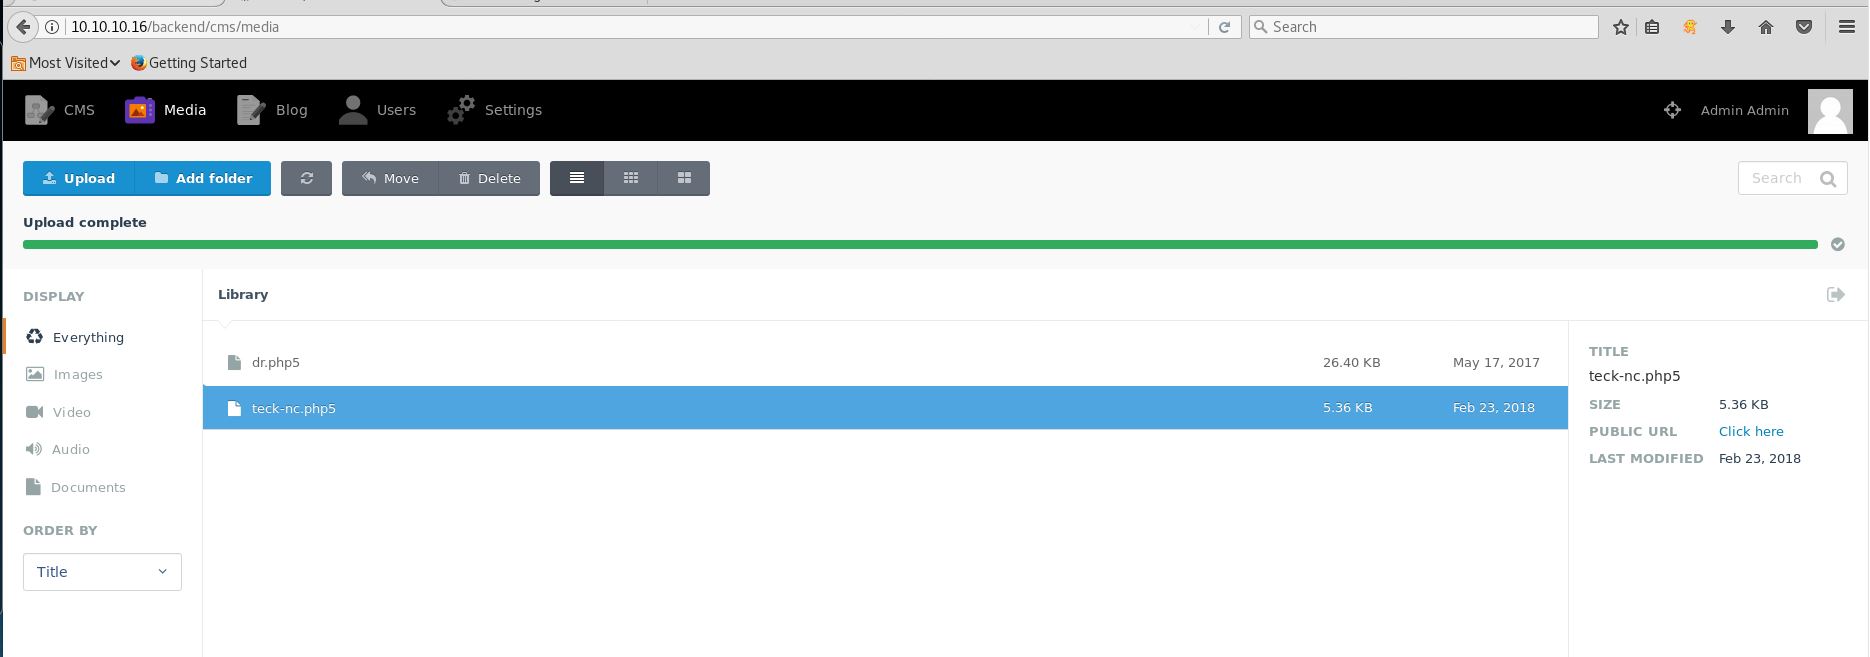 10.10.10.16/backend/cms/media
Search
Most Visited
Getting Started
CMS
Media
Blog
Users
Settings
Admin Admin
Upload
Add folder
Move
Delete
Search
Upload complete
DISPLAY
Everything
Images
Video
Audio
Documents
ORDER BY
Title
Library
dr.php5 26.40 KB May 17, 2017
teck-nc.php5 5.36 KB Feb 23, 2018
TITLE
teck-nc.php5
SIZE 5.36 KB
PUBLIC URL Click here
LAST MODIFIED Feb 23, 2018